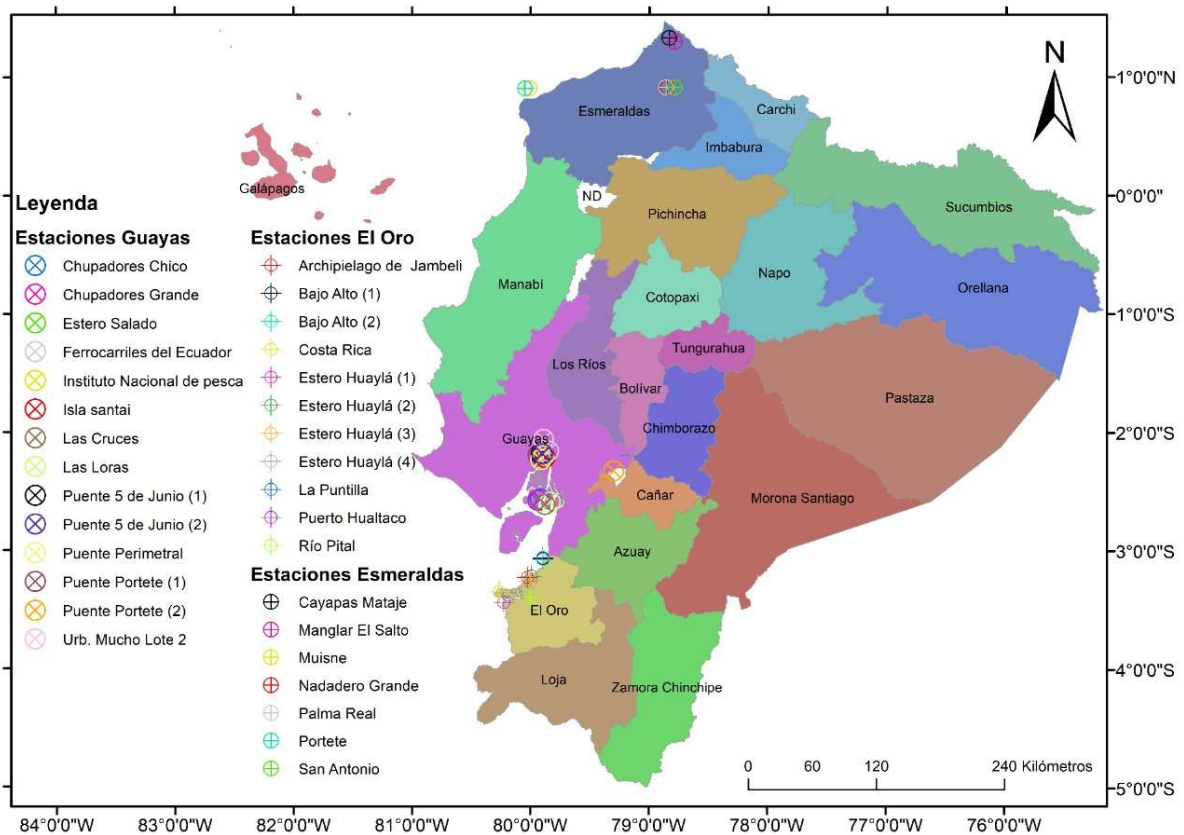 N
1°0'0"N
Carchi
Esmeraldas
Imbabura
Galápagos
ND
0°0'0"
Sucumbios
Pichincha
Leyenda
Estaciones Guayas
Chupadores Chico
Chupadores Grande
Estero Salado
Ferrocarriles del Ecuador
Instituto Nacional de pesca
Isla santai
Las Cruces
Las Loras
Puente 5 de Junio (1)
Puente 5 de Junio (2)
Puente Perimetral
Puente Portete (1)
Puente Portete (2)
Urb. Mucho Lote 2
Estaciones El Oro
Archipielago de Jambeli
Bajo Alto (1)
Bajo Alto (2)
Costa Rica
Estero Huaylá (1)
Estero Huaylá (2)
Estero Huaylá (3)
Estero Huaylá (4)
La Puntilla
Puerto Hualtaco
Río Pital
Estaciones Esmeraldas
Cayapas Mataje
Manglar El Salto
Muisne
Nadadero Grande
Palma Real
Portete
San Antonio
Manabí
Napo
Orellana
Cotopaxi
1°0'0"S
Tungurahua
Los Ríos
Bolívar
Pastaza
Chimborazo
Guayas
2°0'0"S
Cañar
Morona Santiago
Azuay
3°0'0"S
El Oro
Loja
Zamora Chinchipe
4°0'0"S
0 60 120 240 Kilómetros
5°0'0"S
84°0'0"W 83°0'0"W 82°0'0"W 81°0'0"W 80°0'0"W 79°0'0"W 78°0'0"W 77°0'0"W 76°0'0"W